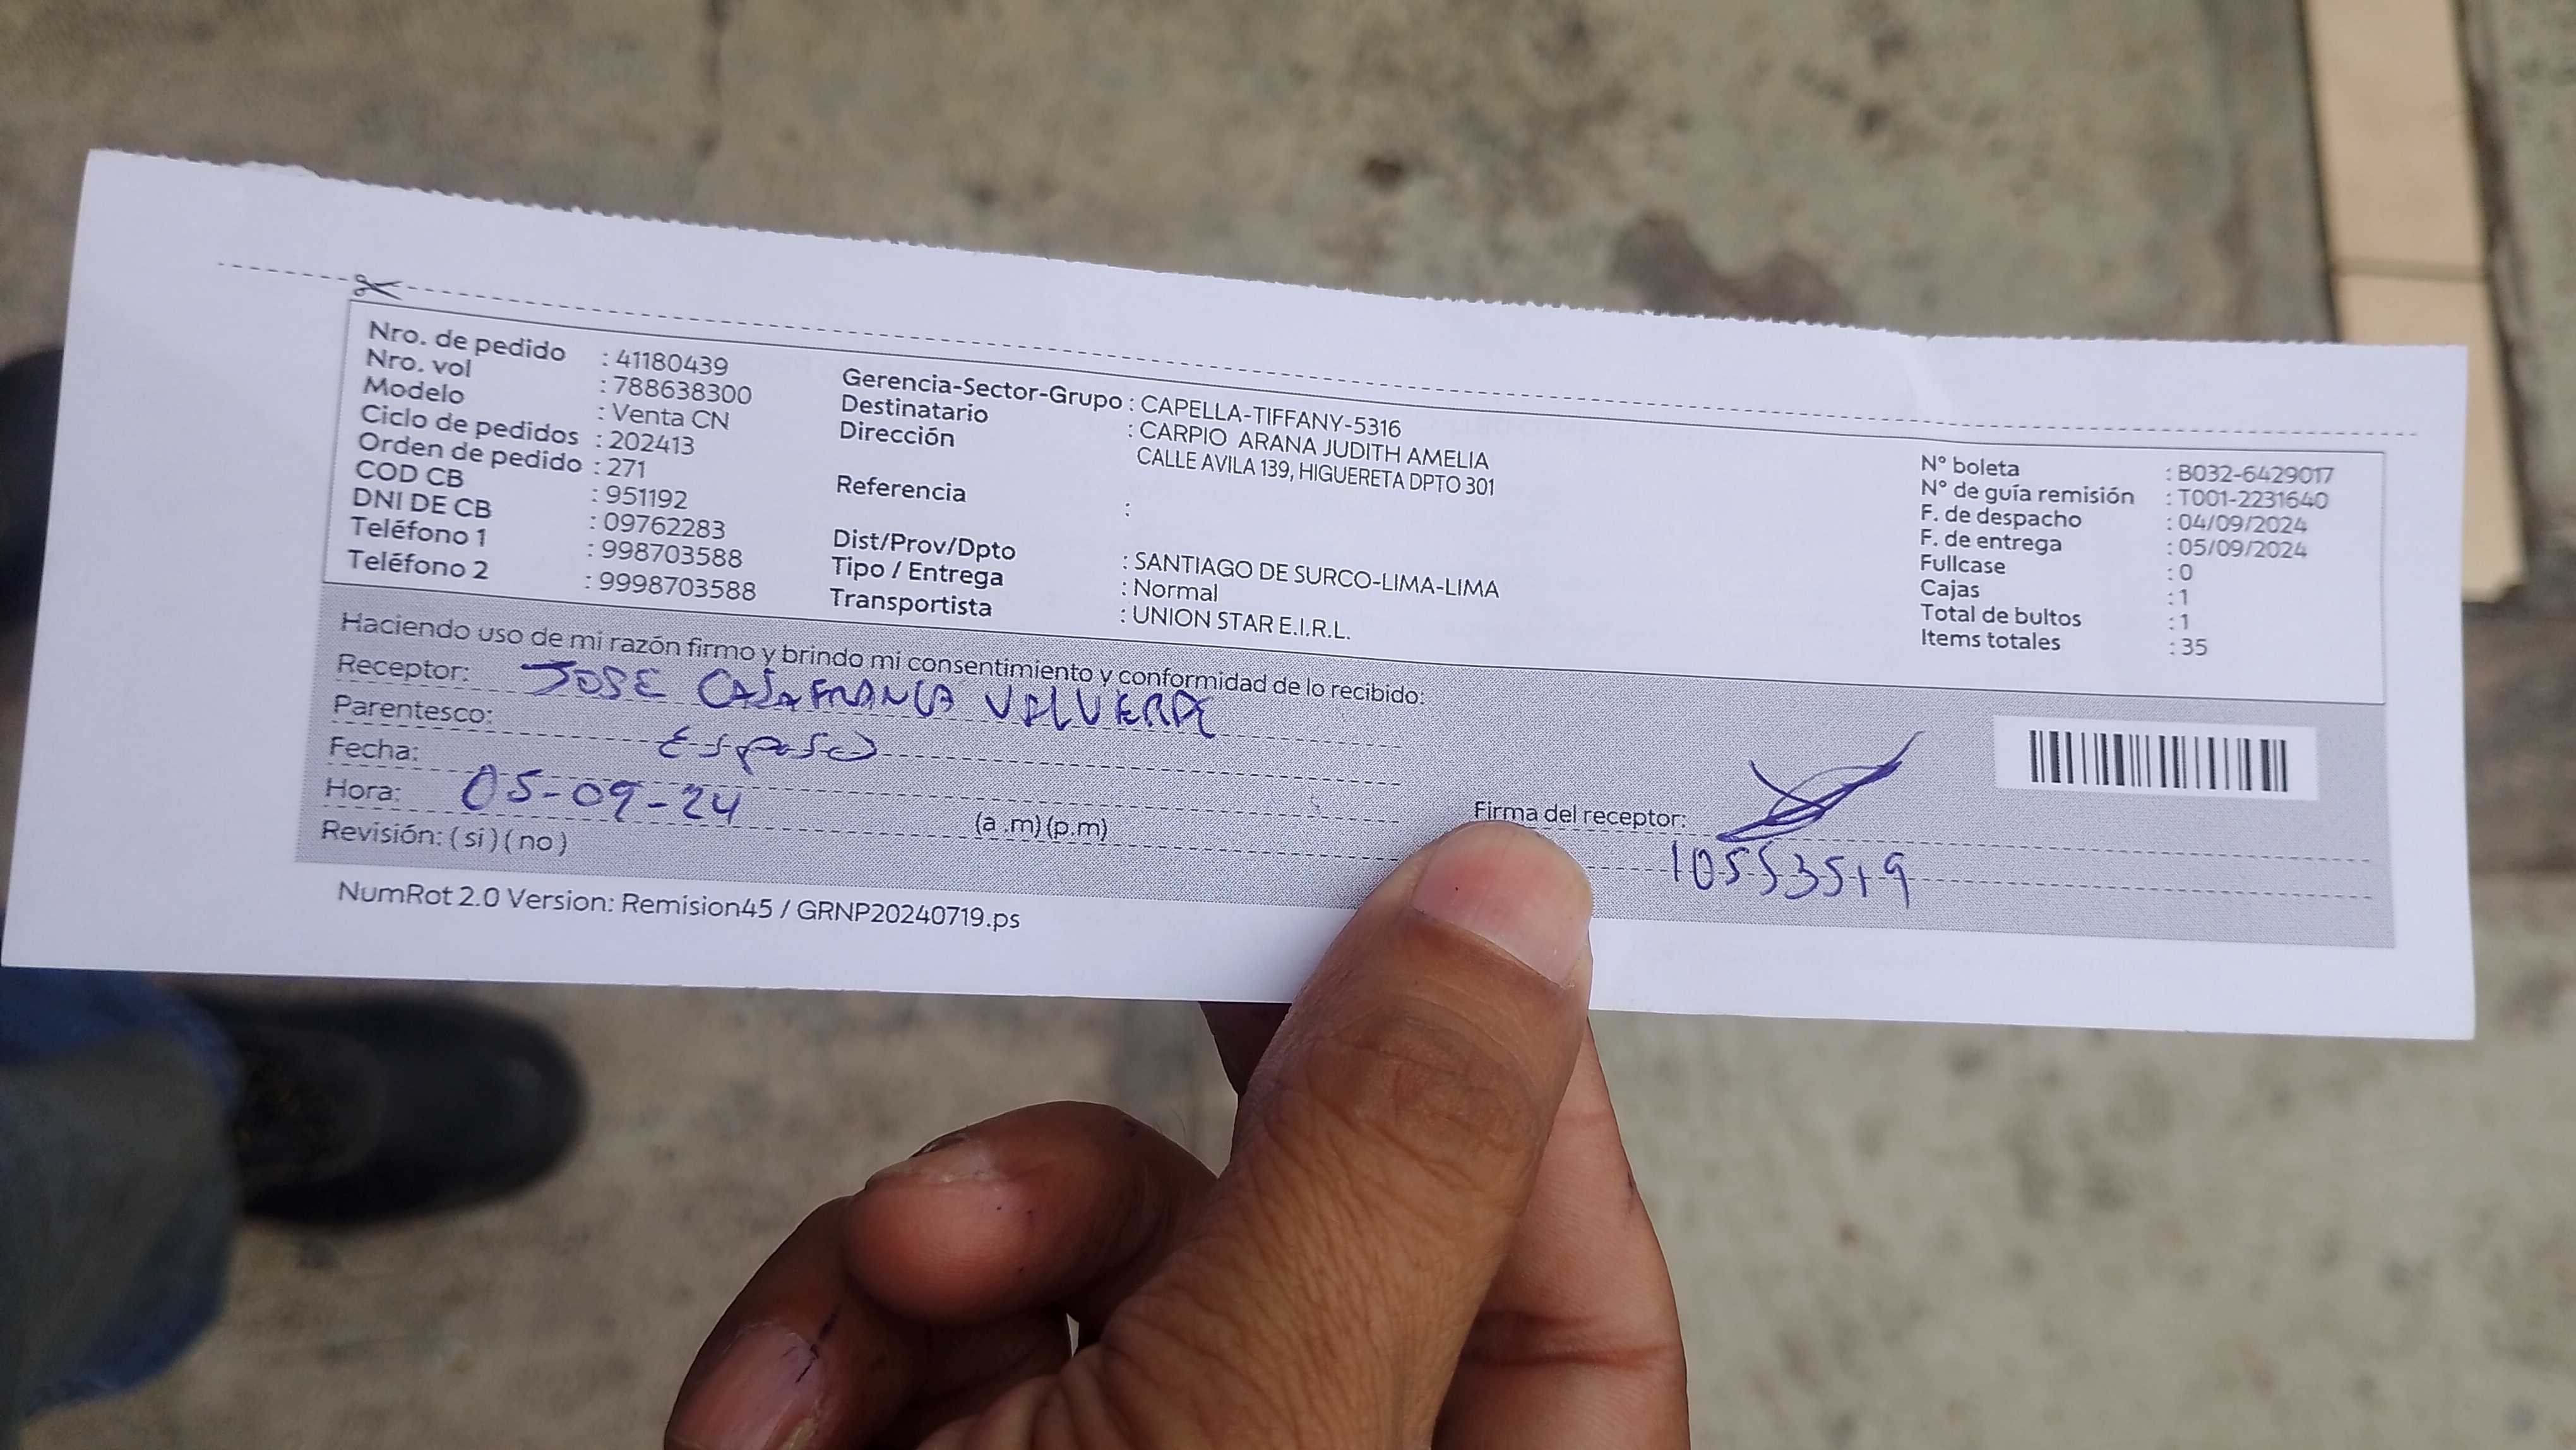 Nro. de pedido : 41180439
Nro. vol : 788638300
Modelo : Venta CN
Ciclo de pedidos : 202413
Orden de pedido : 271
COD CB : 951192
DNI DE CB : 09762283
Teléfono 1 : 998703588
Teléfono 2 : 9998703588
Gerencia-Sector-Grupo : CAPELLA-TIFFANY-5316
Destinatario : CARPIO ARANA JUDITH AMELIA
Dirección CALLE AVILA 139, HIGUERETA DPTO 301
Referencia :
Dist/Prov/Dpto : SANTIAGO DE SURCO-LIMA-LIMA
Tipo / Entrega : Normal
Transportista : UNION STAR E.I.R.L.
N° boleta : B032-6429017
N° de guía remisión : T001-2231640
F. de despacho : 04/09/2024
F. de entrega : 05/09/2024
Fullcase : 0
Cajas : 1
Total de bultos : 1
Items totales : 35
Haciendo uso de mi razón firmo y brindo mi consentimiento y conformidad de lo recibido:
Receptor: JOSE CASAFRANCA VALVERDE
Parentesco: Esposo
Fecha: 05-09-24
Hora: (a .m) (p.m)
Revisión: ( si ) ( no )
Firma del receptor:
10553519
NumRot 2.0 Version: Remision45 / GRNP20240719.ps